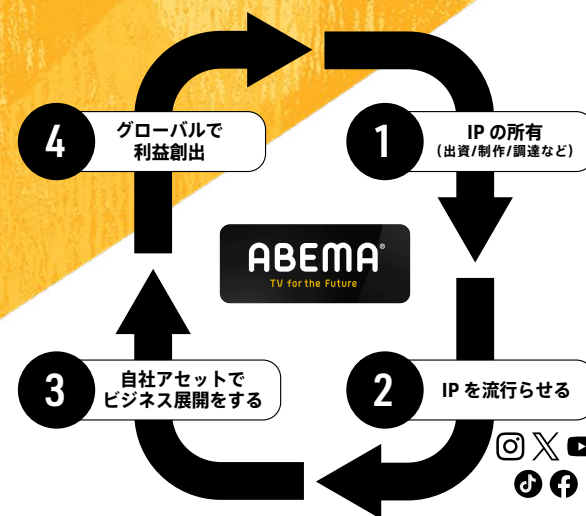 4
グローバルで
利益創出
1
IP の所有
(出資/制作/調達など)
ABEMA®
TV for the Future
3
自社アセットで
ビジネス展開をする
2
IP を流行らせる